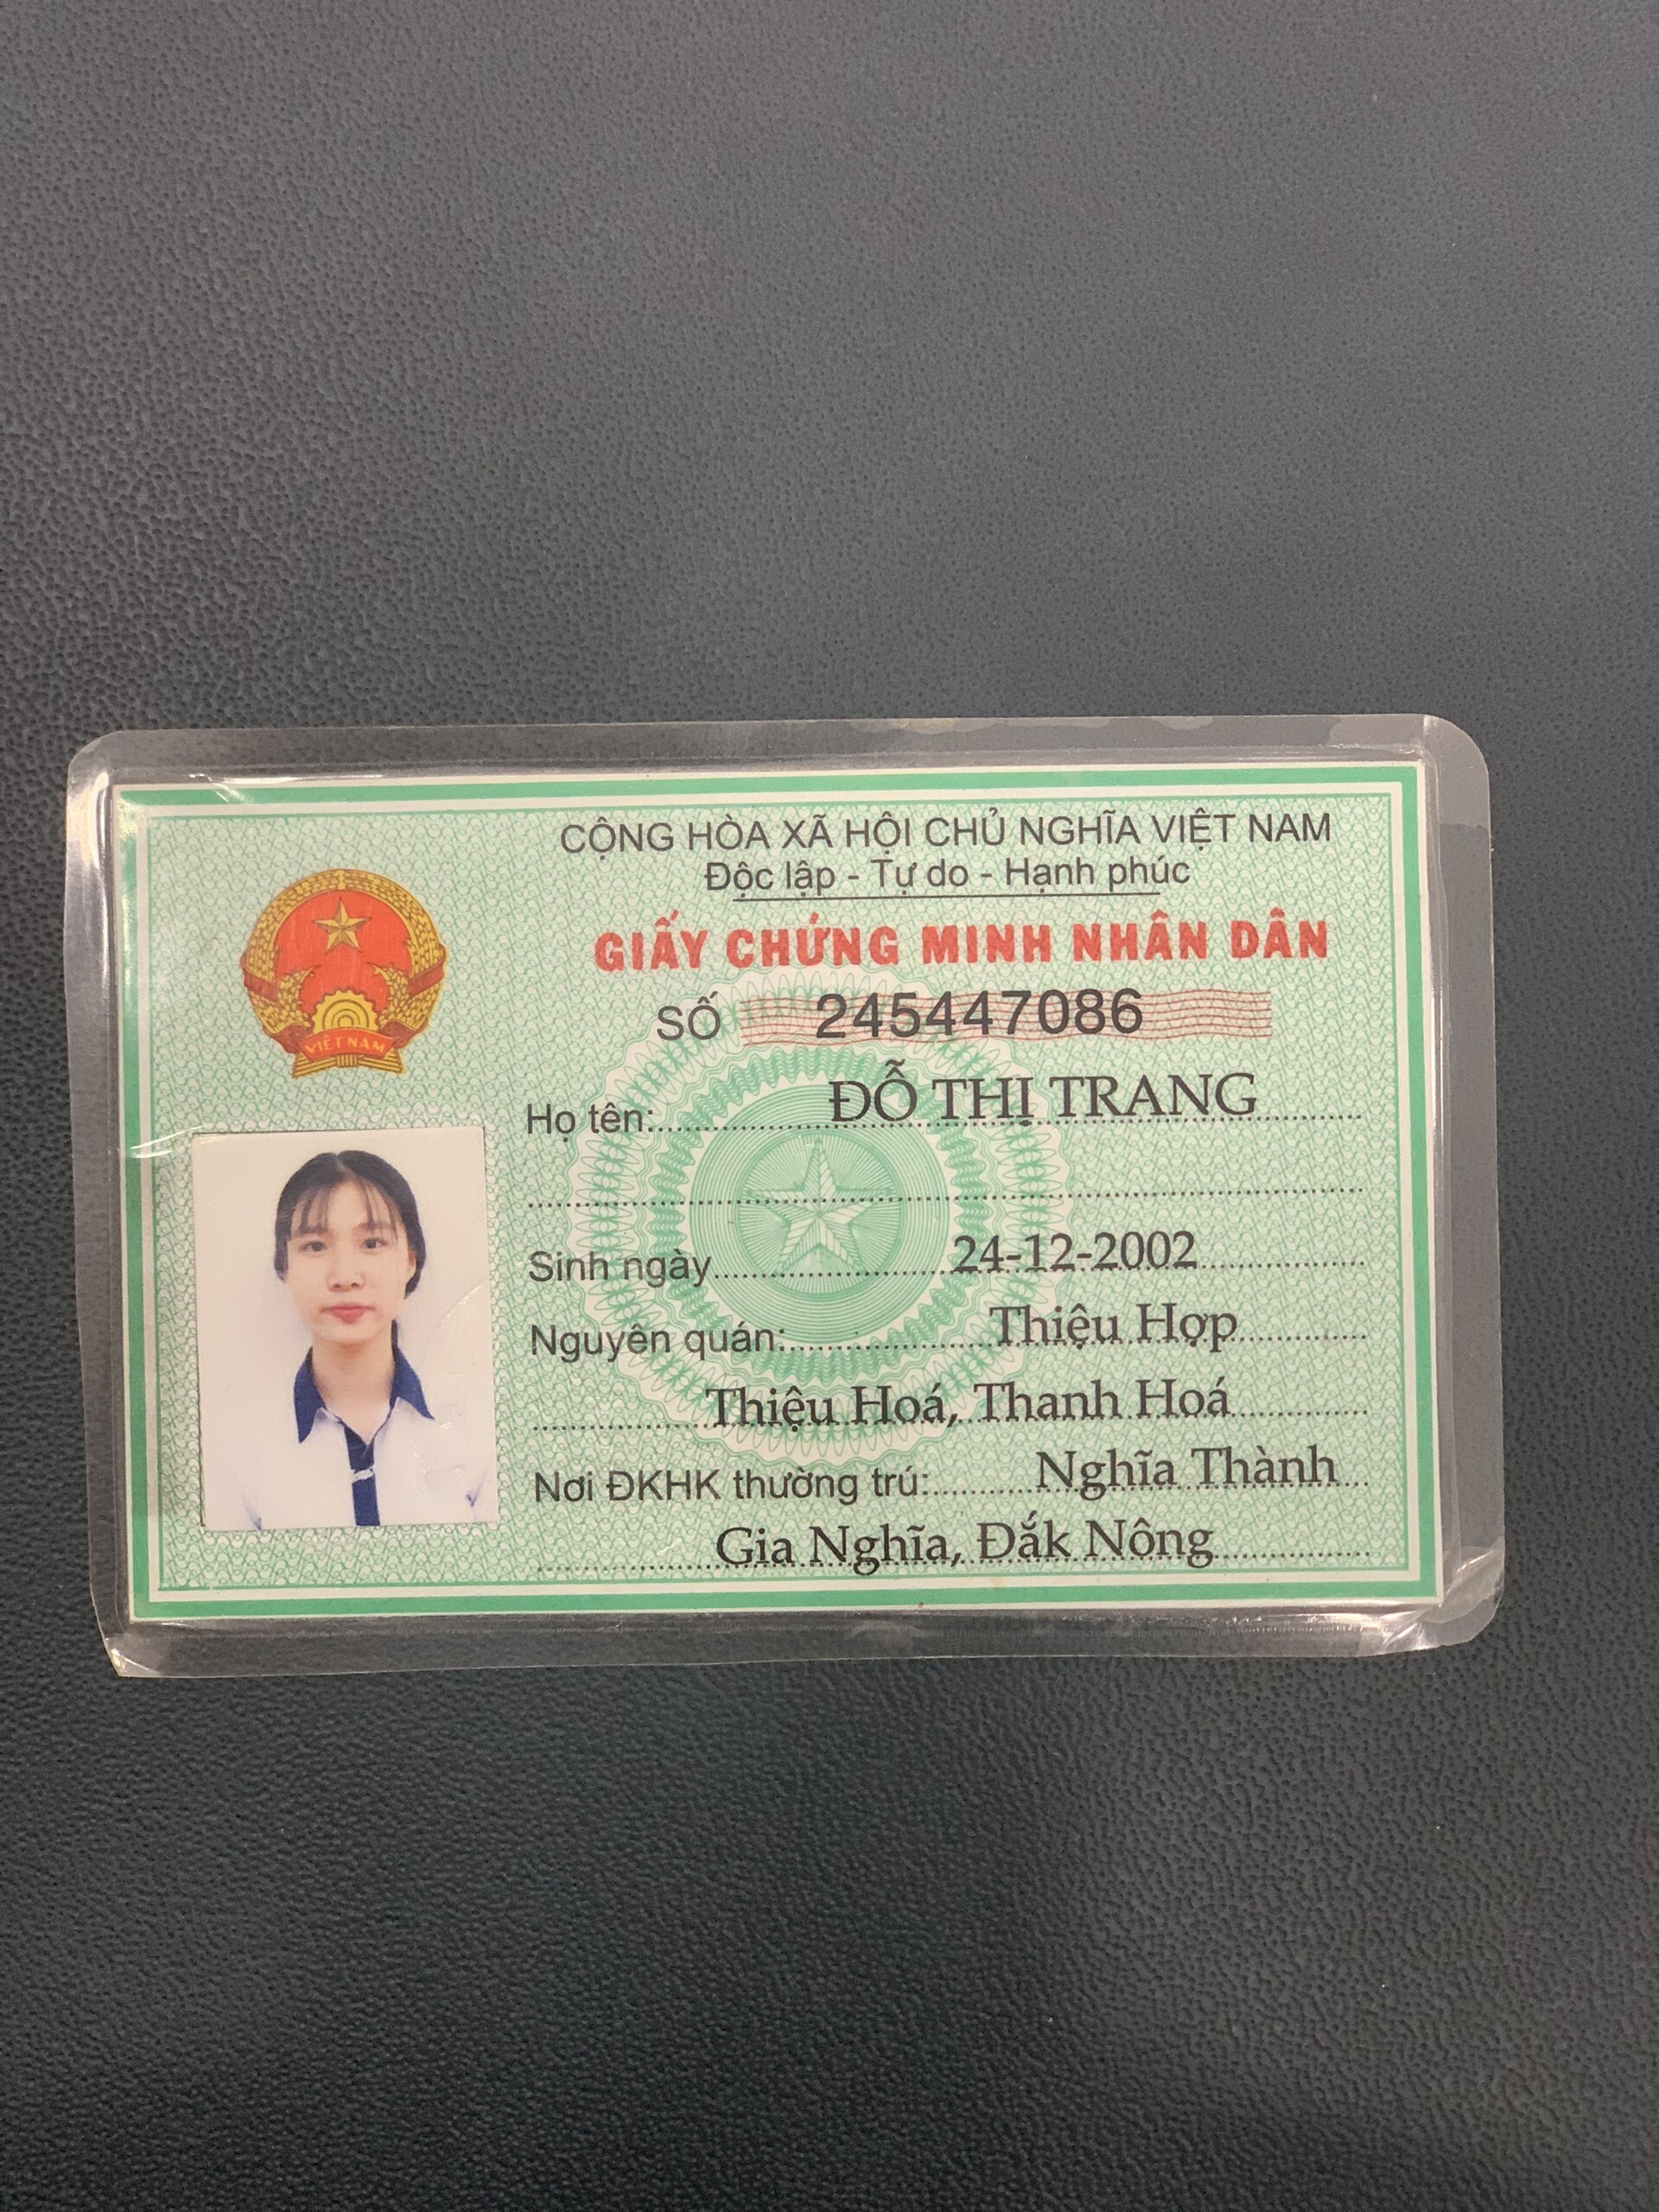 CỘNG HÒA XÃ HỘI CHỦ NGHĨA VIỆT NAM
Độc lập - Tự do - Hạnh phúc
GIẤY CHỨNG MINH NHÂN DÂN
SỐ 245447086
VIỆT NAM
Họ tên: ĐỖ THỊ TRANG
Sinh ngày 24-12-2002
Nguyên quán: Thiệu Hợp
Thiệu Hoá, Thanh Hoá
Nơi ĐKHK thường trú: Nghĩa Thành
Gia Nghĩa, Đắk Nông